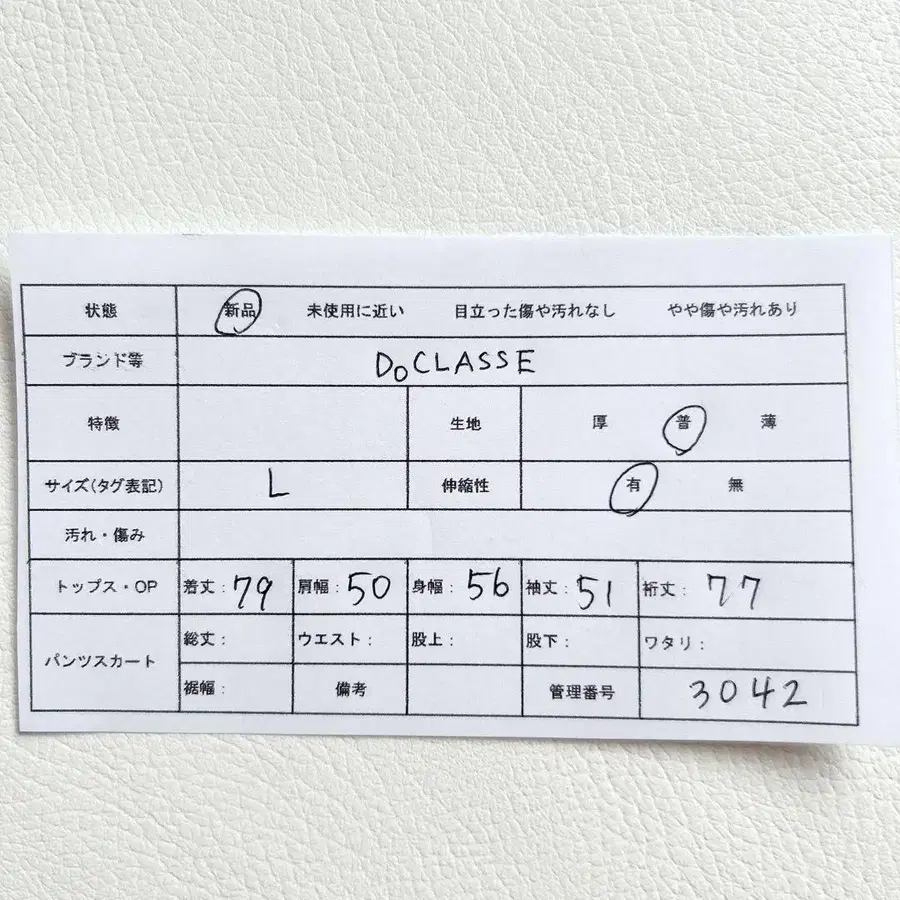 状態 新品 未使用に近い 目立った傷や汚れなし やや傷や汚れあり
ブランド等 DoCLASSE
特徴 生地 厚 普 薄
サイズ(タグ表記) L 伸縮性 有 無
汚れ・傷み
トップス・OP 着丈:79 肩幅:50 身幅:56 袖丈:51 裄丈:77
パンツスカート 総丈: ウエスト: 股上: 股下: ワタリ:
裾幅: 備考 管理番号 3042